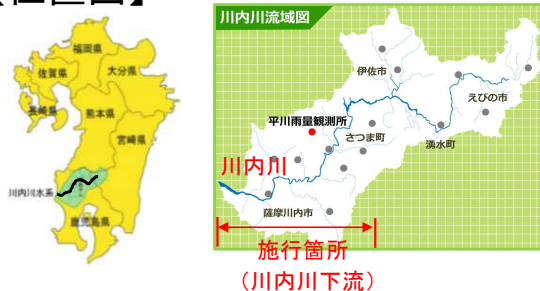 【位置図】
福岡県
佐賀県
大分県
長崎県
熊本県
宮崎県
川内川水系
鹿児島県
川内川流域図
伊佐市
えびの市
平川雨量観測所
さつま町
湧水町
川内川
薩摩川内市
施行箇所
（川内川下流）